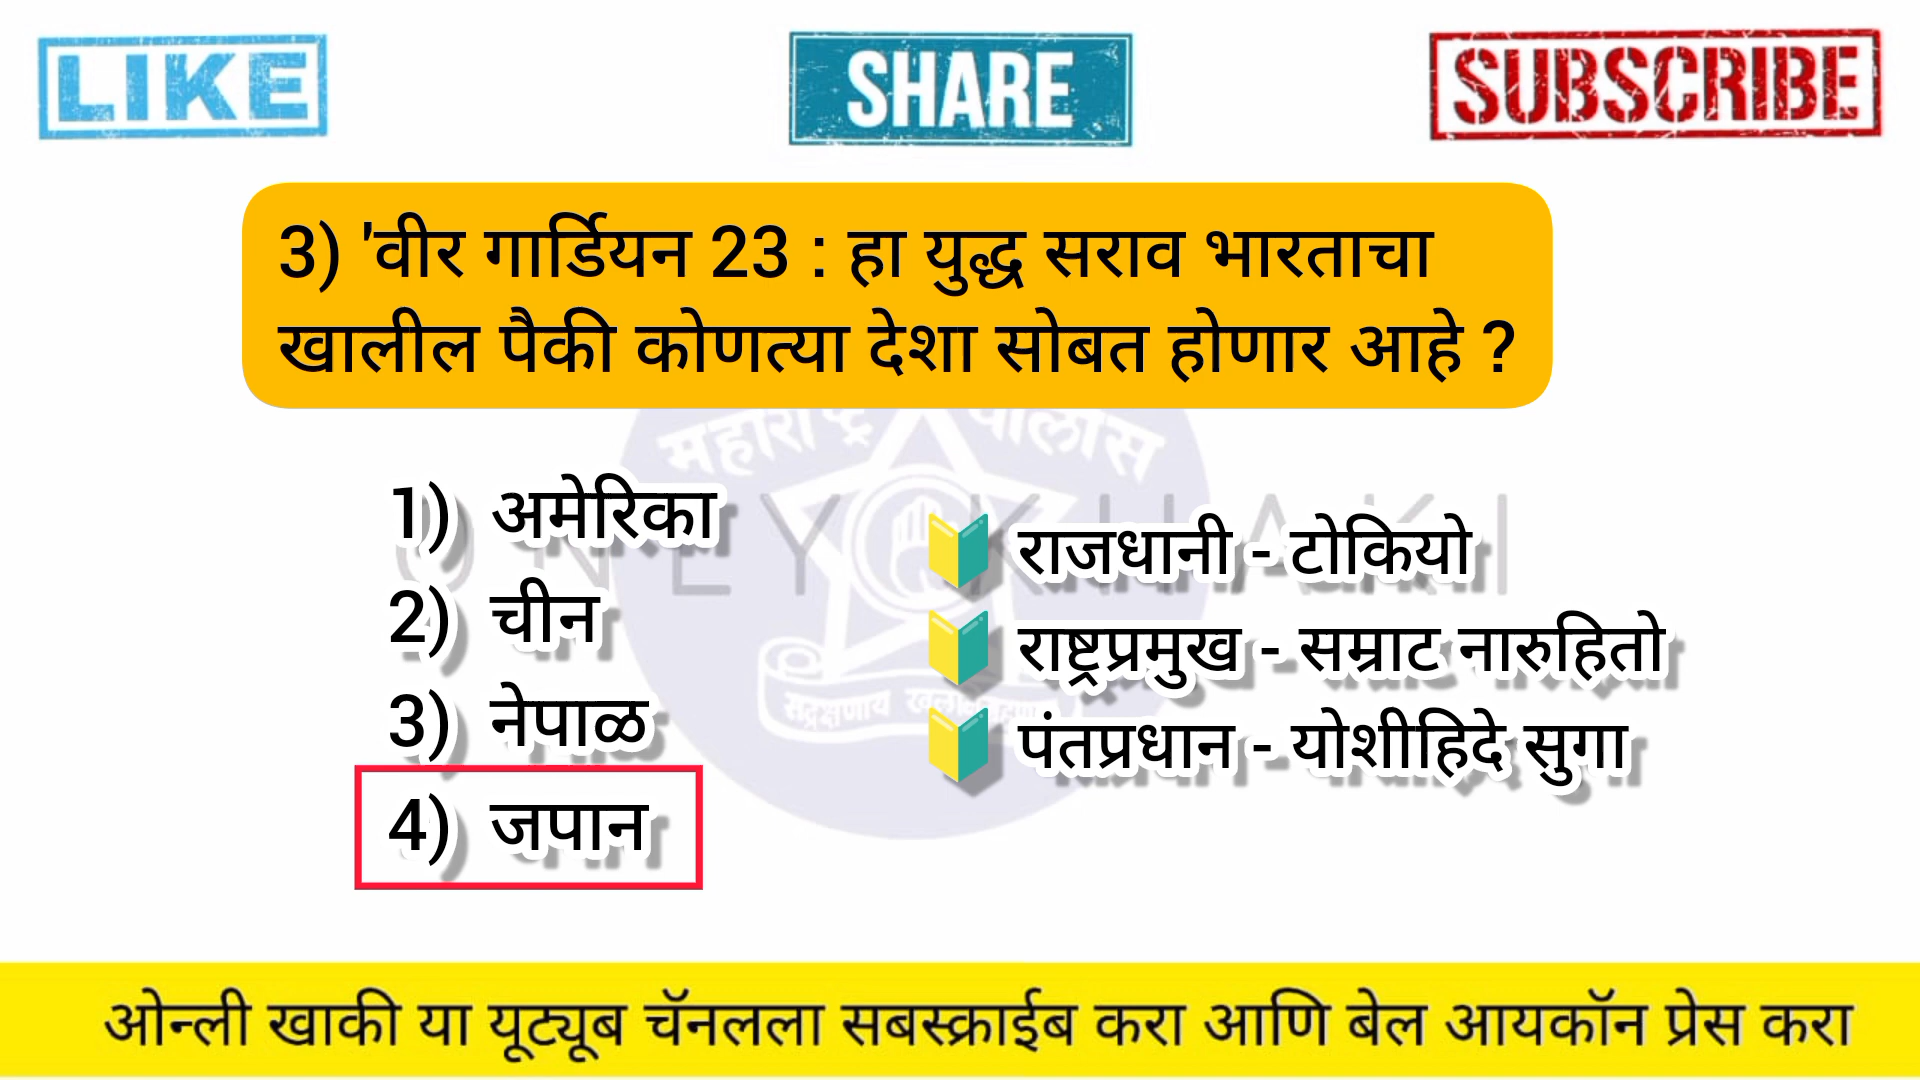 LIKE
SHARE
SUBSCRIBE
3) 'वीर गार्डियन 23 : हा युद्ध सराव भारताचा
खालील पैकी कोणत्या देशा सोबत होणार आहे ?
महाराष्ट्र पोलीस
1) अमेरिका
2) चीन
3) नेपाळ
4) जपान
राजधानी - टोकियो
राष्ट्रप्रमुख - सम्राट नारुहितो
पंतप्रधान - योशीहिदे सुगा
ओन्ली खाकी या यूट्यूब चॅनलला सबस्क्राईब करा आणि बेल आयकॉन प्रेस करा